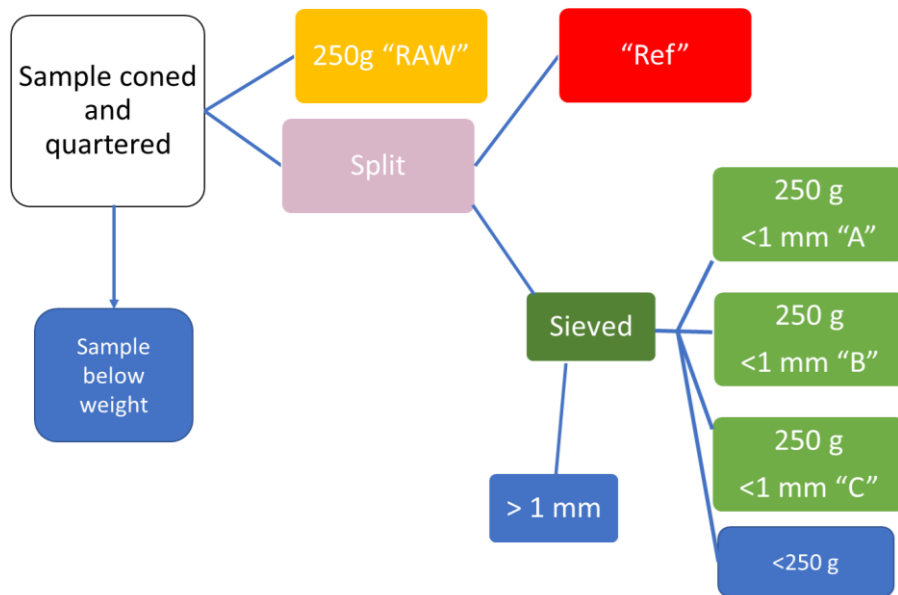 Sample coned
and
quartered
250g “RAW”
“Ref”
Split
250 g
<1 mm “A”
Sieved
250 g
<1 mm “B”
Sample
below
weight
250 g
<1 mm “C”
> 1 mm
<250 g